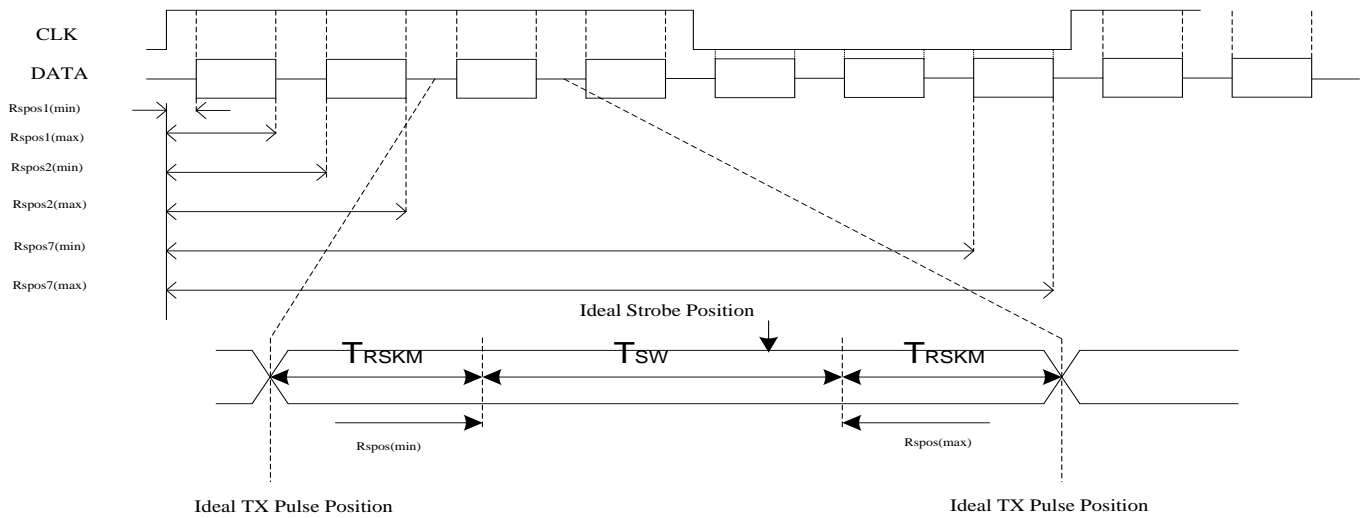 CLK
DATA
Rspos1(min)
Rspos1(max)
Rspos2(min)
Rspos2(max)
Rspos7(min)
Rspos7(max)
Ideal Strobe Position
TRSKM
TSW
TRSKM
Rspos(min)
Rspos(max)
Ideal TX Pulse Position
Ideal TX Pulse Position